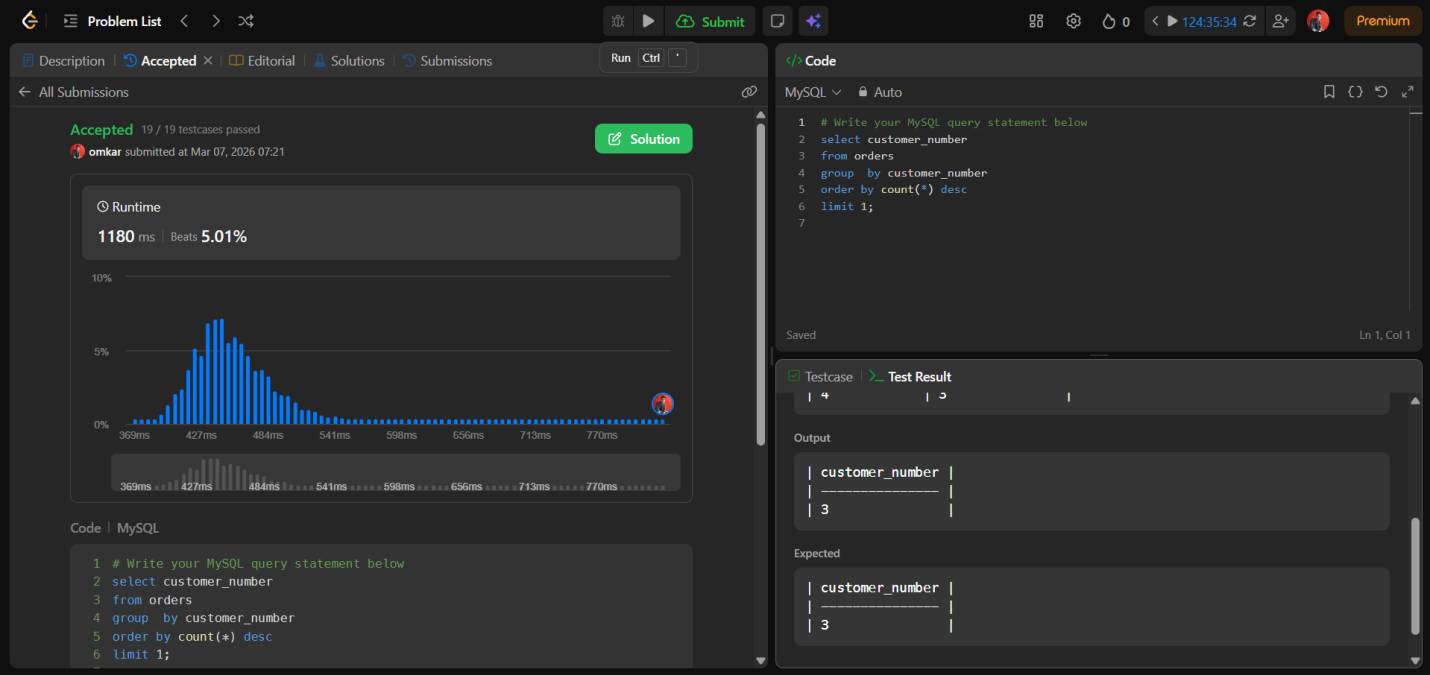 Problem List
Submit
0
124:35:34
Premium
Run Ctrl '
Description
Accepted
Editorial
Solutions
Submissions
All Submissions
Accepted 19 / 19 testcases passed
omkar submitted at Mar 07, 2026 07:21
Solution
Runtime
1180 ms Beats 5.01%
10%
5%
0%
369ms 427ms 484ms 541ms 598ms 656ms 713ms 770ms
369ms 427ms 484ms 541ms 598ms 656ms 713ms 770ms
Code | MySQL
1 # Write your MySQL query statement below
2 select customer_number
3 from orders
4 group  by customer_number
5 order by count(*) desc
6 limit 1;
</> Code
MySQL Auto
1 # Write your MySQL query statement below
2 select customer_number
3 from orders
4 group  by customer_number
5 order by count(*) desc
6 limit 1;
7
Saved
Ln 1, Col 1
Testcase
>_ Test Result
| 4 | 3 |
Output
| customer_number |
| --------------- |
| 3 |
Expected
| customer_number |
| --------------- |
| 3 |